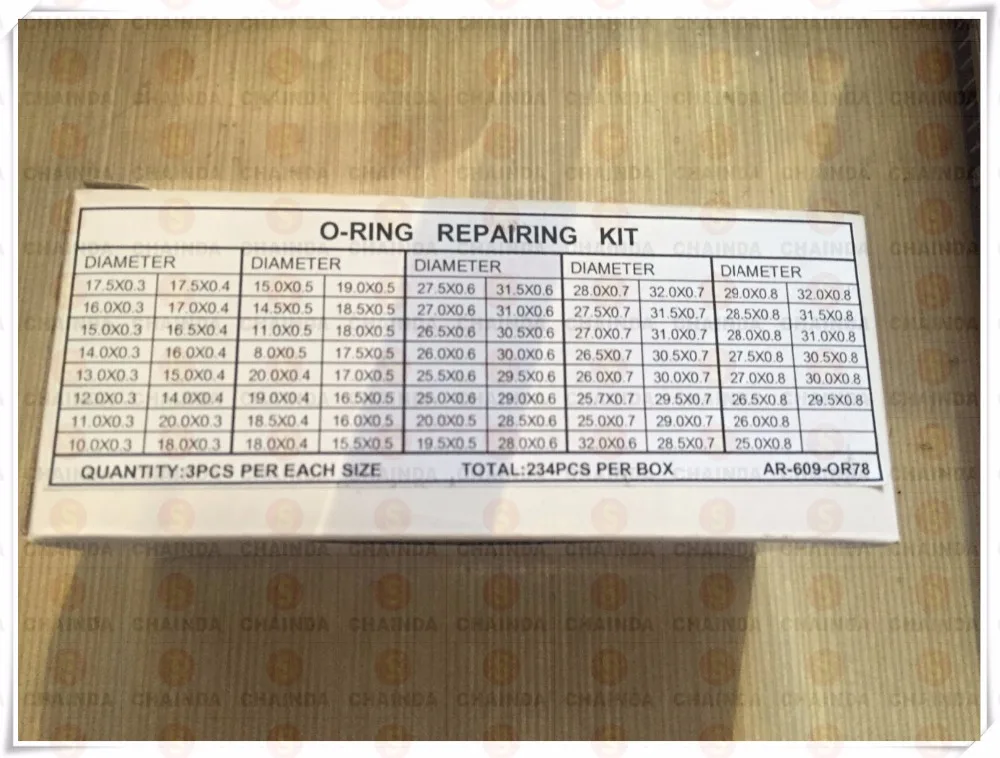 O-RING REPAIRING KIT
DIAMETER DIAMETER DIAMETER DIAMETER DIAMETER
17.5X0.3 17.5X0.4 15.0X0.5 19.0X0.5 27.5X0.6 31.5X0.6 28.0X0.7 32.0X0.7 29.0X0.8 32.0X0.8
16.0X0.3 17.0X0.4 14.5X0.5 18.5X0.5 27.0X0.6 31.0X0.6 27.5X0.7 31.5X0.7 28.5X0.8 31.5X0.8
15.0X0.3 16.5X0.4 11.0X0.5 18.0X0.5 26.5X0.6 30.5X0.6 27.0X0.7 31.0X0.7 28.0X0.8 31.0X0.8
14.0X0.3 16.0X0.4 8.0X0.5 17.5X0.5 26.0X0.6 30.0X0.6 26.5X0.7 30.5X0.7 27.5X0.8 30.5X0.8
13.0X0.3 15.0X0.4 20.0X0.4 17.0X0.5 25.5X0.6 29.5X0.6 26.0X0.7 30.0X0.7 27.0X0.8 30.0X0.8
12.0X0.3 14.0X0.4 19.0X0.4 16.5X0.5 25.0X0.6 29.0X0.6 25.7X0.7 29.5X0.7 26.5X0.8 29.5X0.8
11.0X0.3 20.0X0.3 18.5X0.4 16.0X0.5 20.0X0.5 28.5X0.6 25.0X0.7 29.0X0.7 26.0X0.8
10.0X0.3 18.0X0.3 18.0X0.4 15.5X0.5 19.5X0.5 28.0X0.6 32.0X0.6 28.5X0.7 25.0X0.8
QUANTITY:3PCS PER EACH SIZE TOTAL:234PCS PER BOX AR-609-OR78